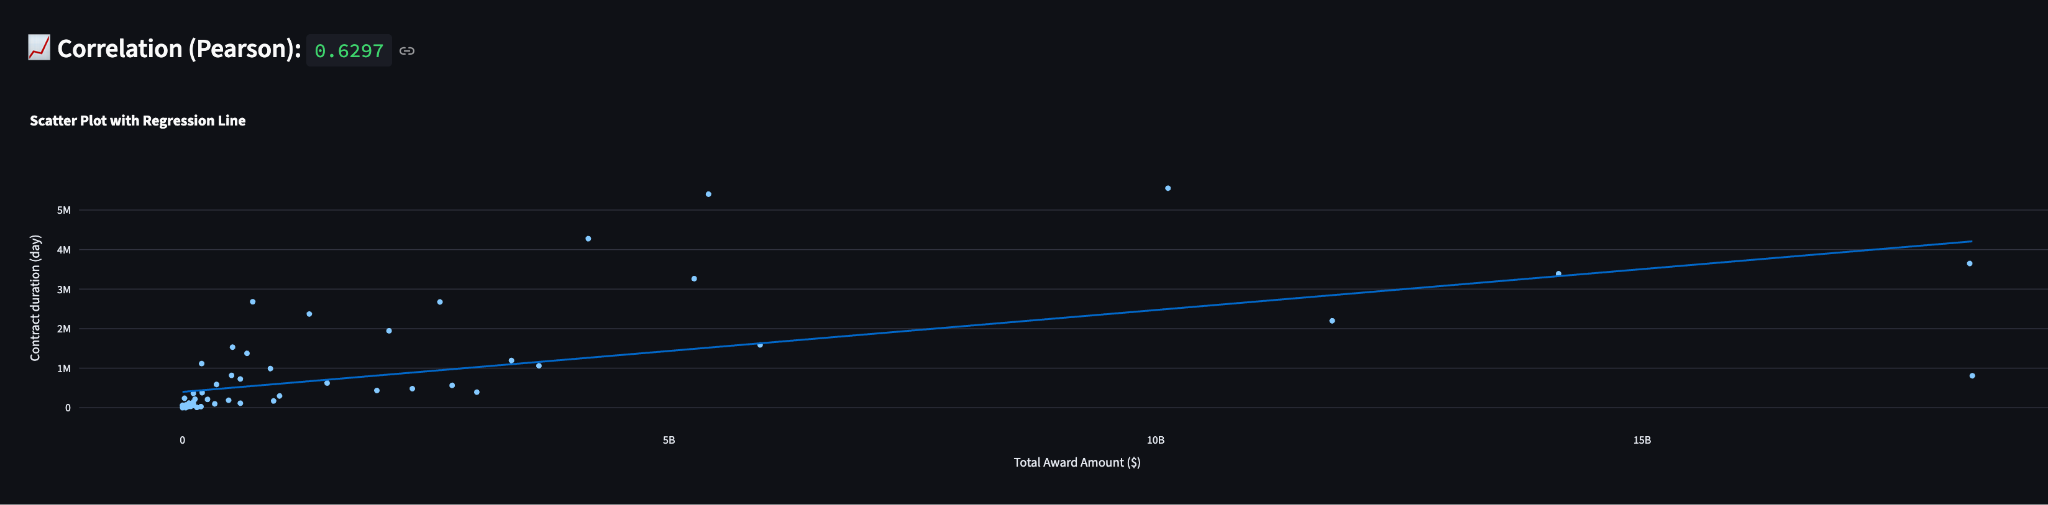 Correlation (Pearson): 0.6297
Scatter Plot with Regression Line
5M
4M
3M
2M
1M
0
Contract duration (day)
0 5B 10B 15B
Total Award Amount ($)